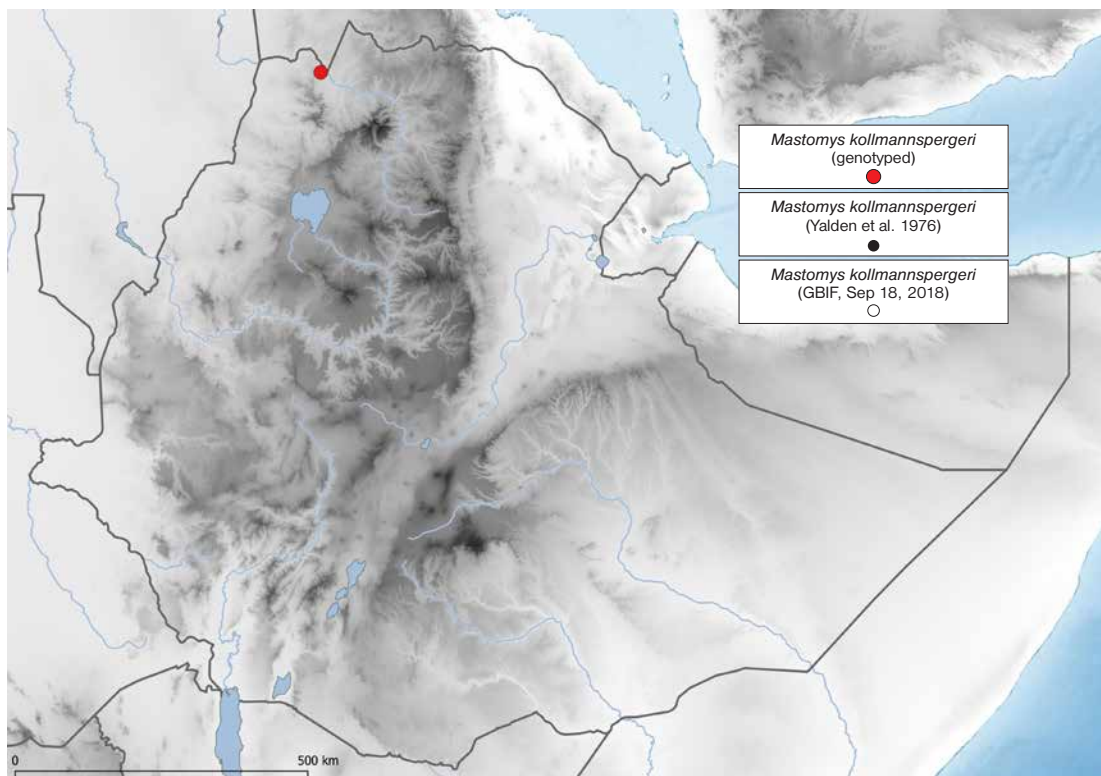 Mastomys kollmannspergeri
(genotyped)
Mastomys kollmannspergeri
(Yalden et al. 1976)
Mastomys kollmannspergeri
(GBIF, Sep 18, 2018)
0 500 km